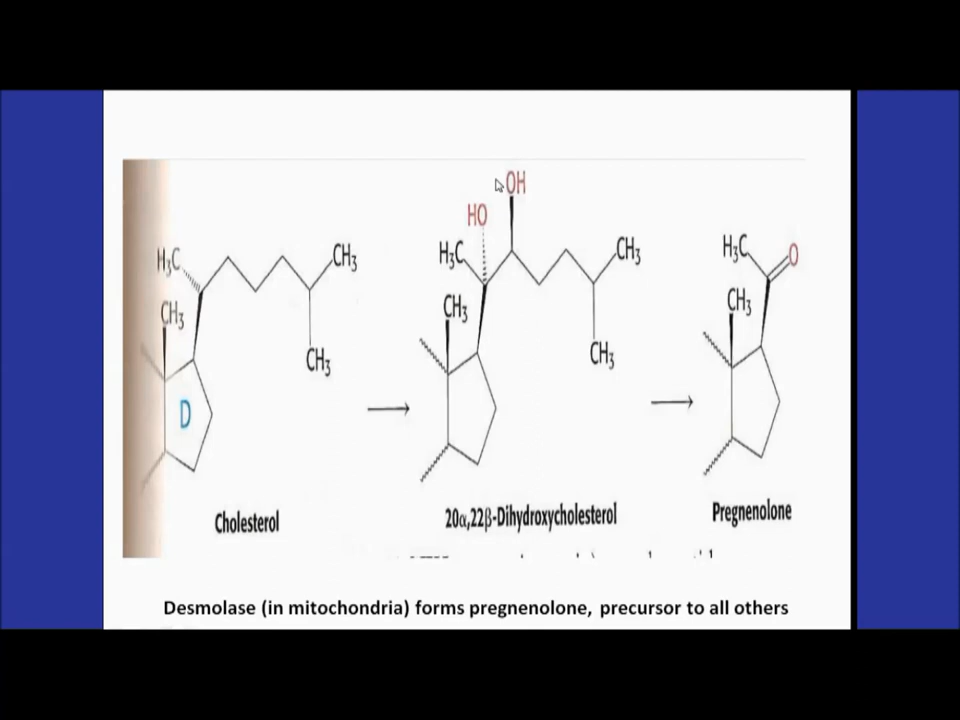 OH
HO
H₃C
CH₃
H₃C
CH₃
H₃C
O
CH₃
CH₃
CH₃
CH₃
CH₃
D
Cholesterol
20α,22β-Dihydroxycholesterol
Pregnenolone
Desmolase (in mitochondria) forms pregnenolone, precursor to all others